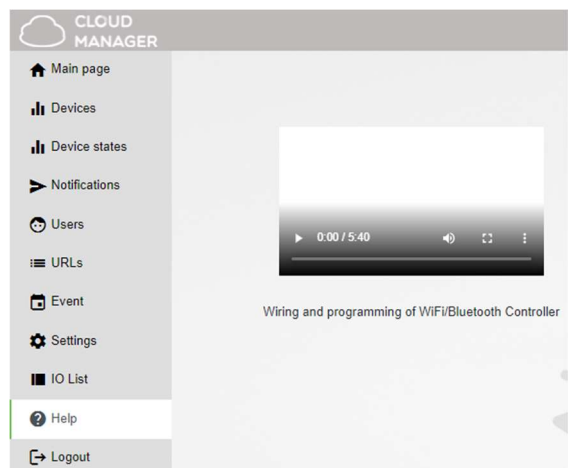 CLOUD
MANAGER
Main page
Devices
Device states
Notifications
Users
URLs
Event
Settings
IO List
Help
Logout
0:00 / 5:40
Wiring and programming of WiFi/Bluetooth Controller